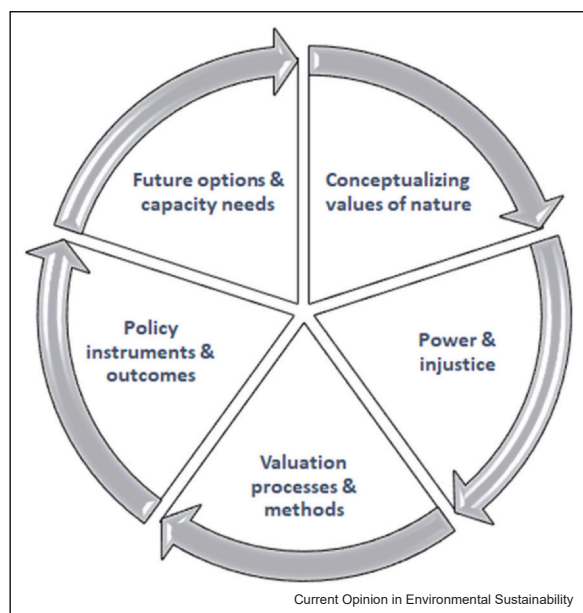 Future options &
capacity needs
Conceptualizing
values of nature
Policy
instruments &
outcomes
Power &
injustice
Valuation
processes &
methods
Current Opinion in Environmental Sustainability